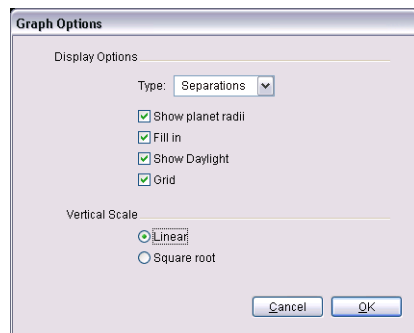 Graph Options
Display Options
Type: Separations
Show planet radii
Fill in
Show Daylight
Grid
Vertical Scale
Linear
Square root
Cancel OK